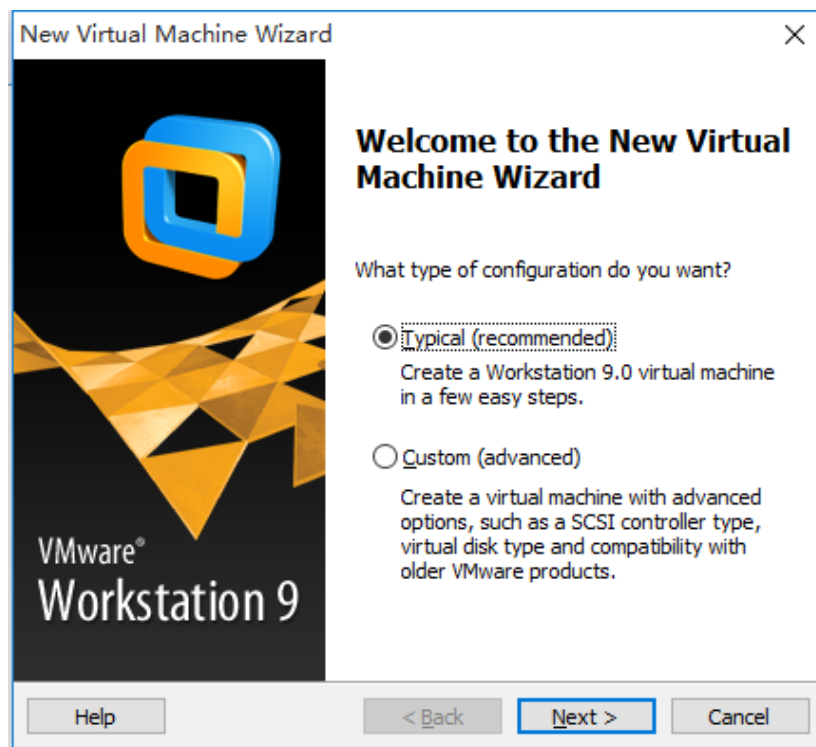 New Virtual Machine Wizard
Welcome to the New Virtual
Machine Wizard
What type of configuration do you want?
Typical (recommended)
Create a Workstation 9.0 virtual machine
in a few easy steps.
Custom (advanced)
Create a virtual machine with advanced
options, such as a SCSI controller type,
virtual disk type and compatibility with
older VMware products.
VMware®
Workstation 9
Help
< Back
Next >
Cancel